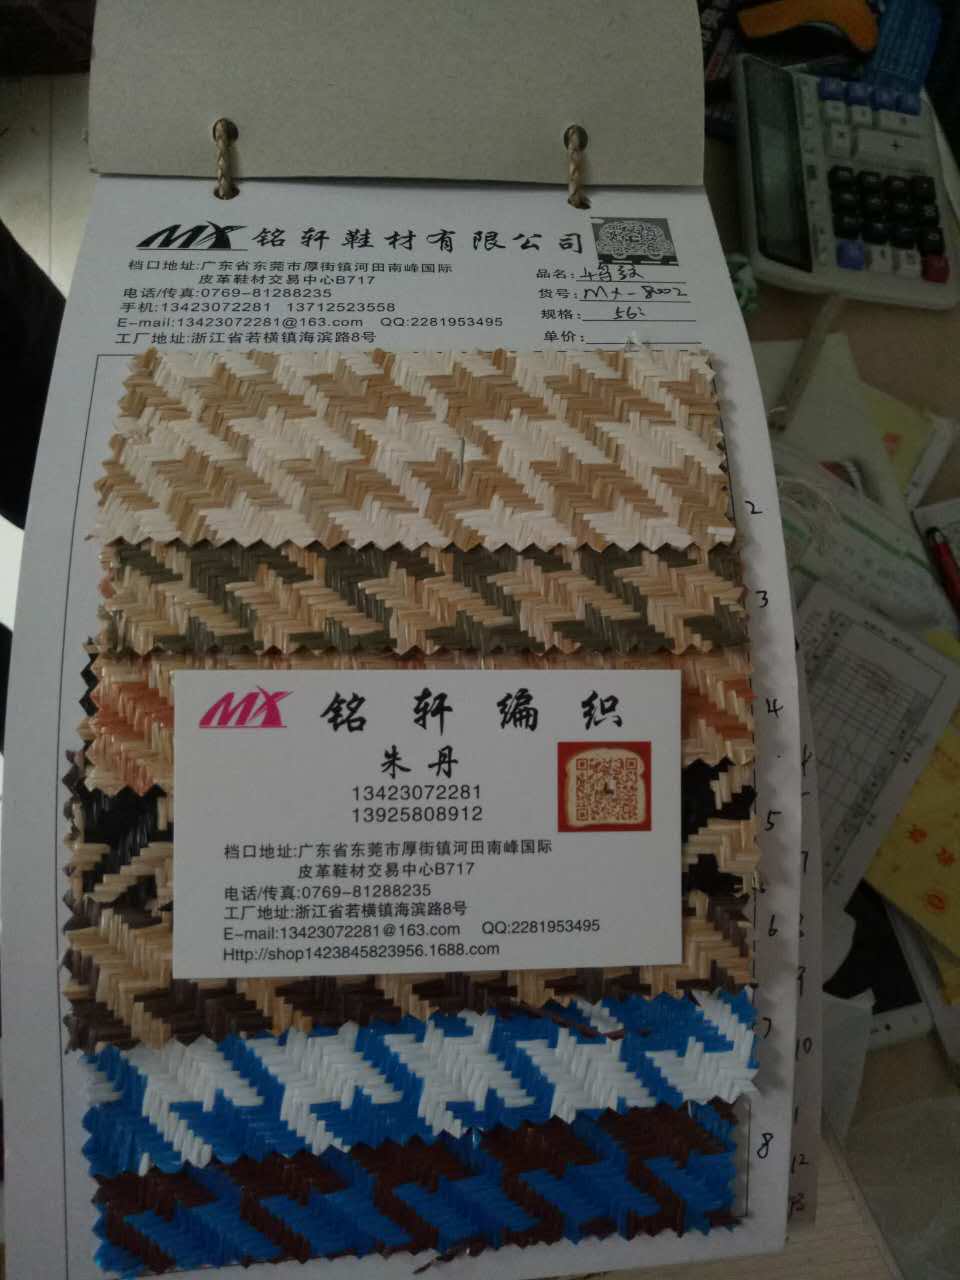 MX 铭轩鞋材有限公司
档口地址:广东省东莞市厚街镇河田南峰国际
皮革鞋材交易中心B717
电话/传真:0769-81288235
手机:13423072281 13712523558
E-mail:13423072281@163.com QQ:2281953495
工厂地址:浙江省若横镇海滨路8号
品名:
货号: MX-8002
规格:
单价:
2
3
4
5
6
7
8
MX 铭轩编织
朱丹
13423072281
13925808912
档口地址:广东省东莞市厚街镇河田南峰国际
皮革鞋材交易中心B717
电话/传真:0769-81288235
工厂地址:浙江省若横镇海滨路8号
E-mail:13423072281@163.com QQ:2281953495
Http://shop1423845823956.1688.com
10
12
13